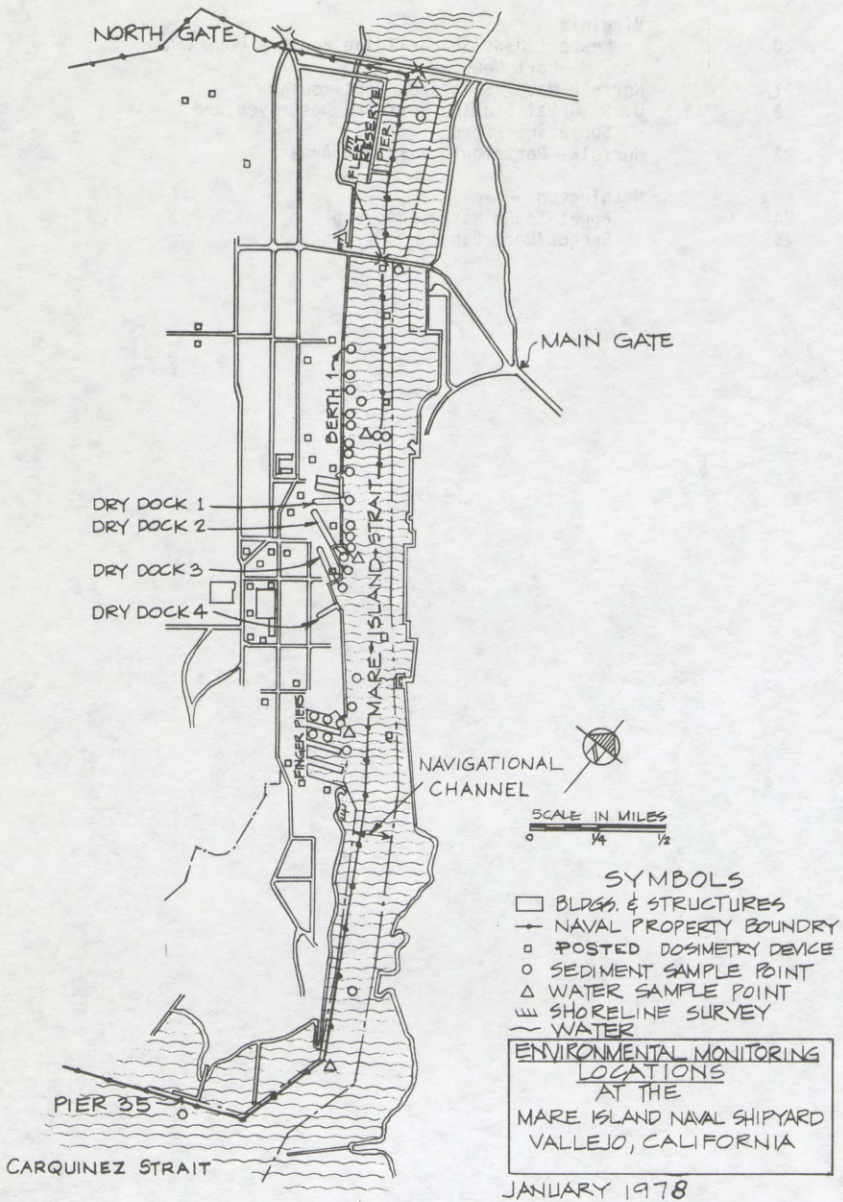 NORTH GATE
FLEET
RESERVE
PIER
MAIN GATE
BERTH 1
DRY DOCK 1
DRY DOCK 2
DRY DOCK 3
DRY DOCK 4
MARE ISLAND STRAIT
FINGER PIERS
NAVIGATIONAL
CHANNEL
SCALE IN MILES
0 1/4 1/2
SYMBOLS
BLDGS. & STRUCTURES
NAVAL PROPERTY BOUNDRY
POSTED DOSIMETRY DEVICE
SEDIMENT SAMPLE POINT
WATER SAMPLE POINT
SHORELINE SURVEY
WATER
ENVIRONMENTAL MONITORING
LOCATIONS
AT THE
MARE ISLAND NAVAL SHIPYARD
VALLEJO, CALIFORNIA
PIER 35
CARQUINEZ STRAIT
JANUARY 1978